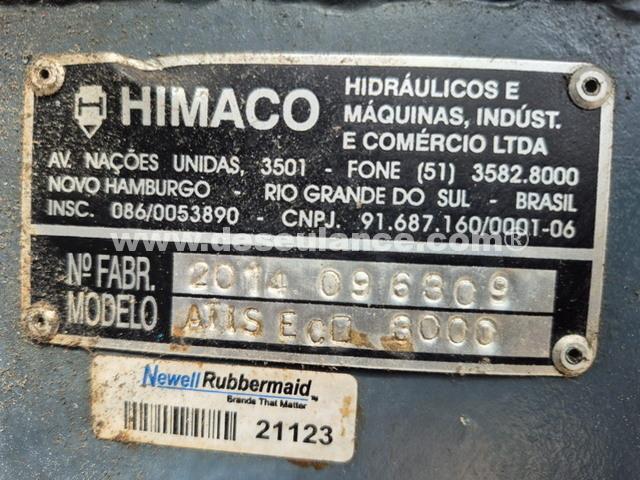 HIMACO
HIDRÁULICOS E
MÁQUINAS, INDÚST.
E COMÉRCIO LTDA
AV. NAÇÕES UNIDAS, 3501 - FONE (51) 3582.8000
NOVO HAMBURGO - RIO GRANDE DO SUL - BRASIL
INSC. 086/0053890 - CNPJ. 91.687.160/0001-06
www.deseulance.com®
Nº FABR. 2014 096309
MODELO 8000
Newell Rubbermaid™
Brands That Matter
21123